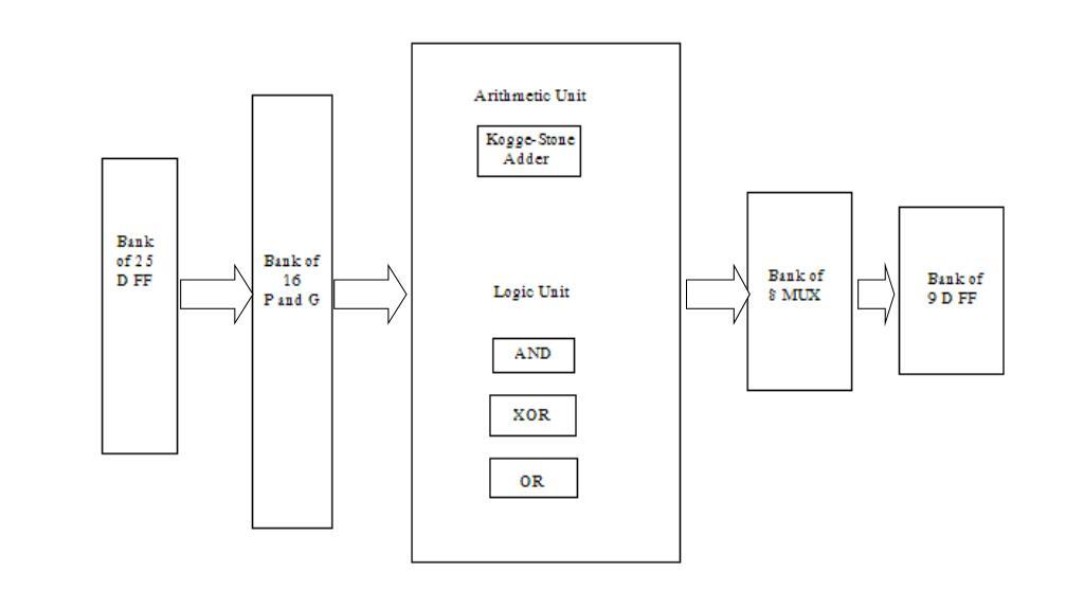 Bank
of 25
D FF
Bank of
16
P and G
Arithmetic Unit
Kogge-Stone
Adder
Logic Unit
AND
XOR
OR
Bank of
8 MUX
Bank of
9 D FF